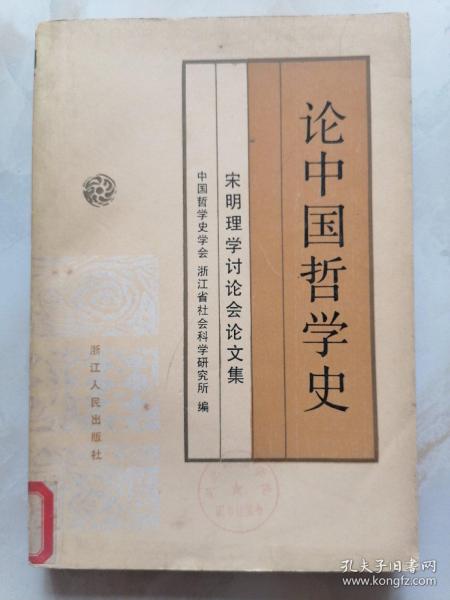 论中国哲学史
宋明理学讨论会论文集
中国哲学史学会 浙江省社会科学研究所 编
浙江人民出版社
孔夫子旧书网
www.kongfz.com